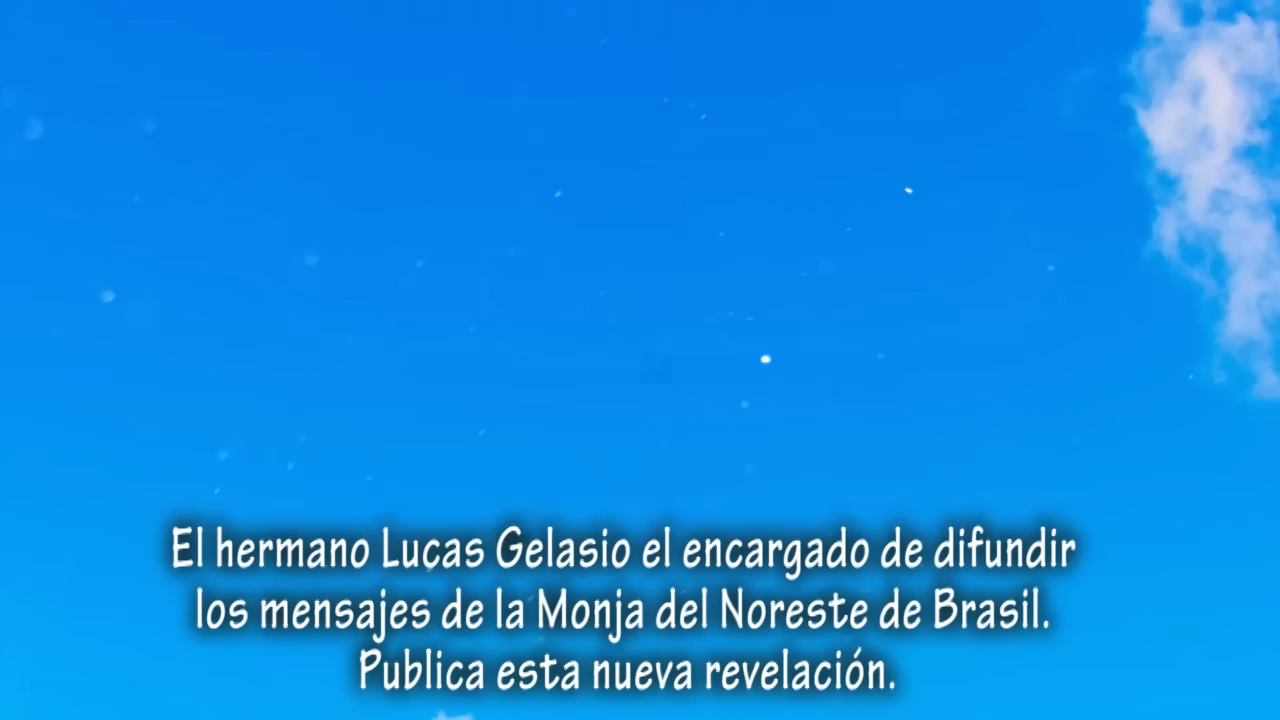 El hermano Lucas Gelasio el encargado de difundir
los mensajes de la Monja del Noreste de Brasil.
Publica esta nueva revelación.